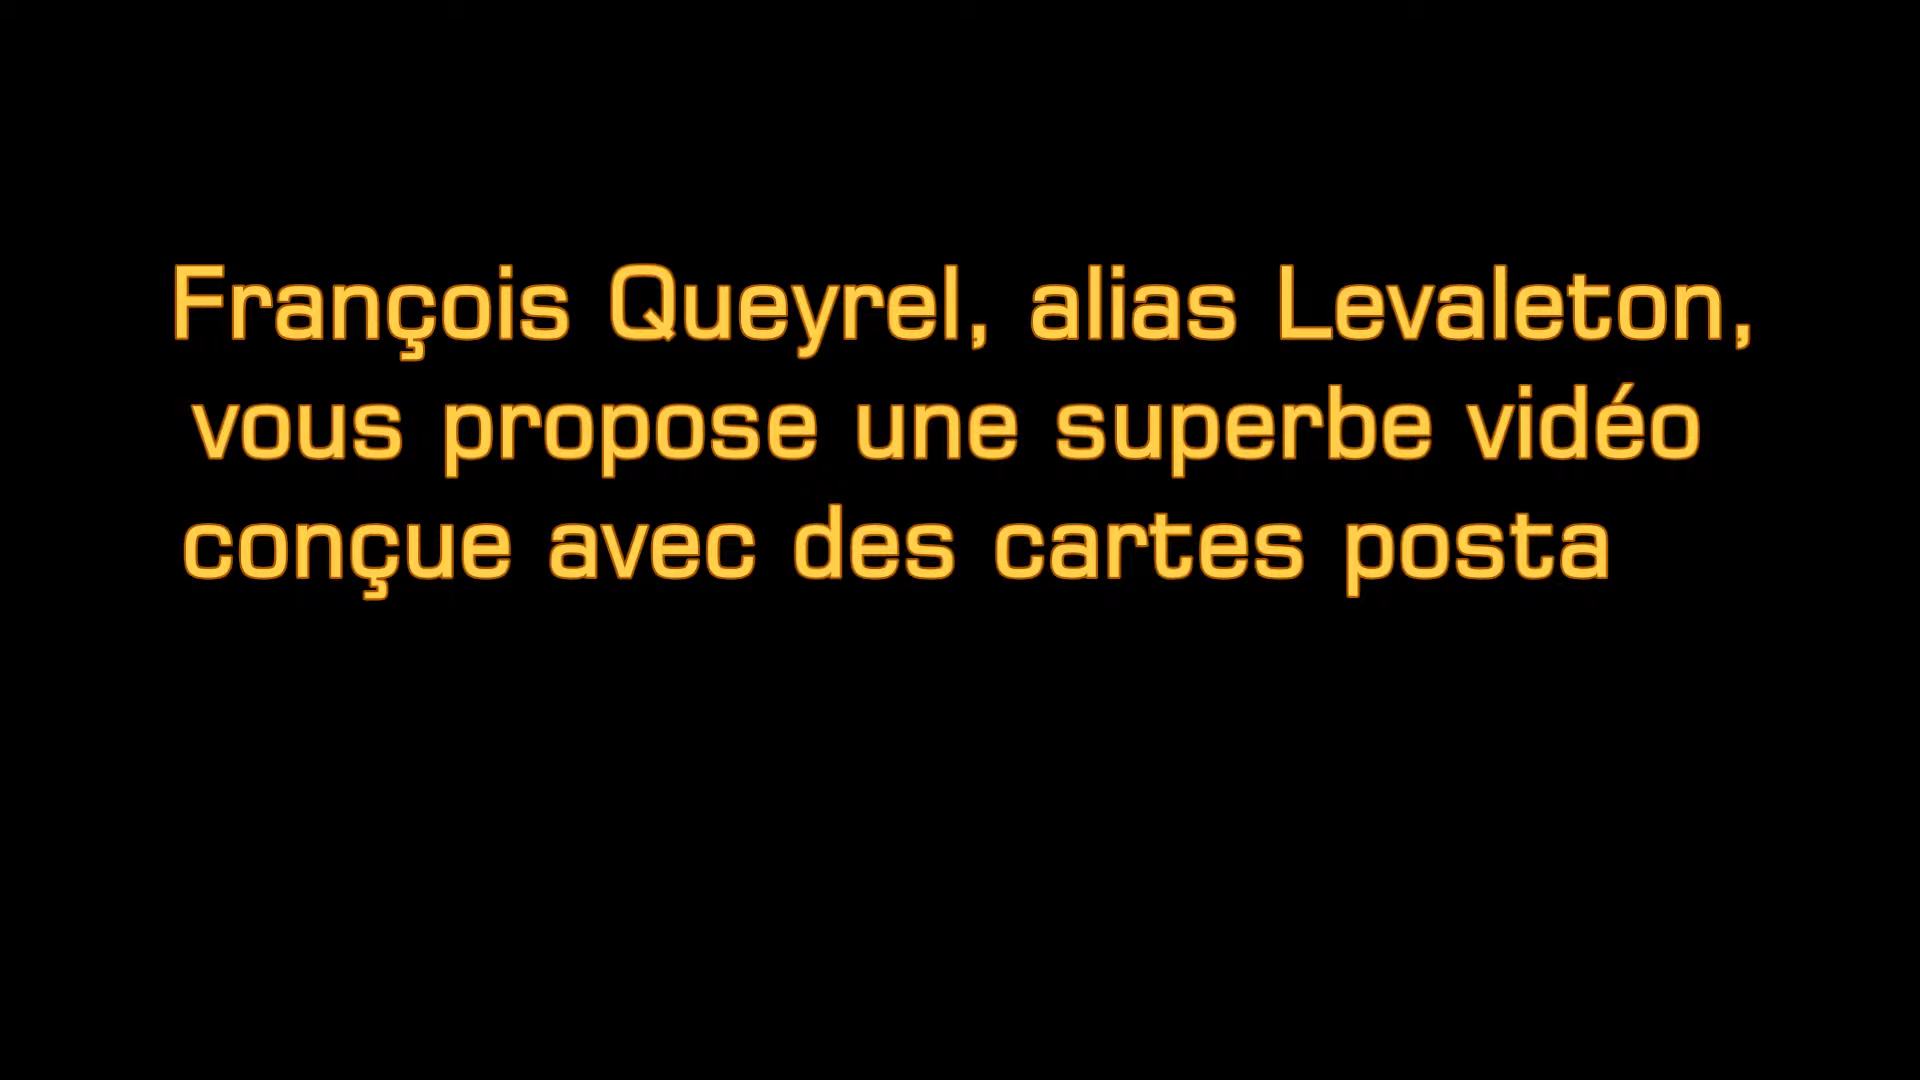 François Queyrel, alias Levaleton,
vous propose une superbe vidéo
conçue avec des cartes posta